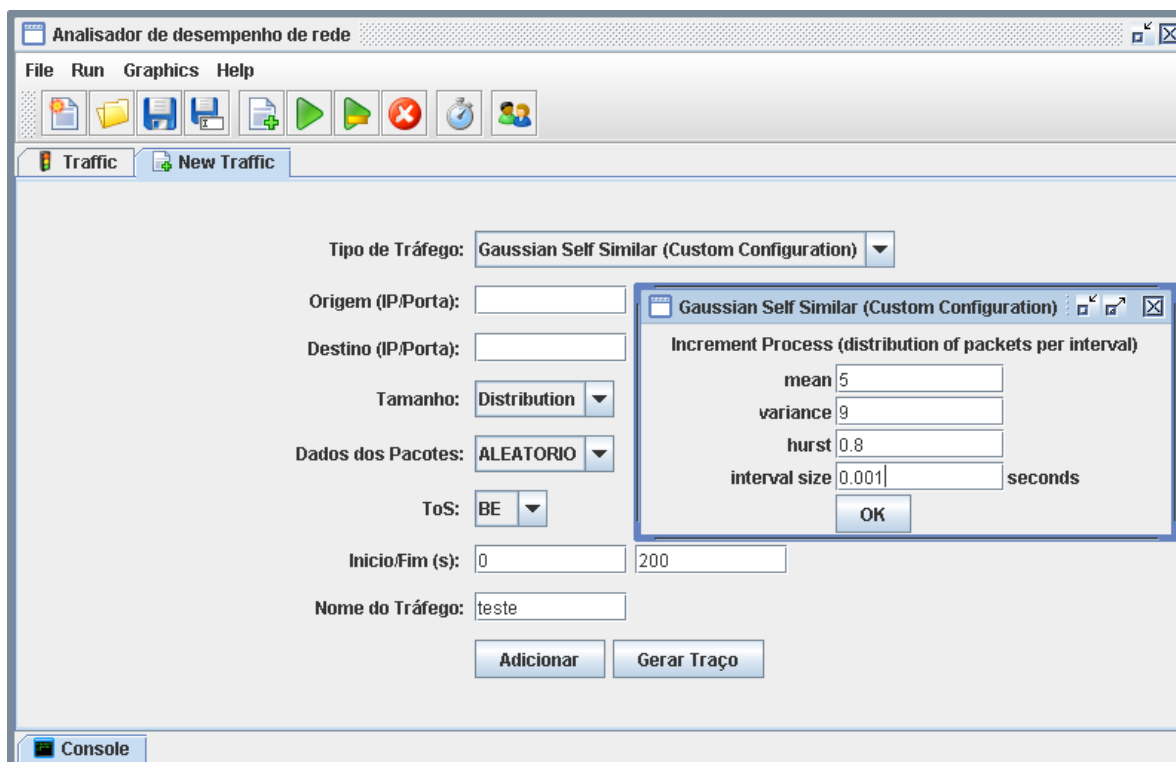 Analisador de desempenho de rede
File Run Graphics Help
Traffic New Traffic
Tipo de Tráfego: Gaussian Self Similar (Custom Configuration)
Origem (IP/Porta):
Destino (IP/Porta):
Tamanho: Distribution
Dados dos Pacotes: ALEATORIO
ToS: BE
Inicio/Fim (s): 0 200
Nome do Tráfego: teste
Adicionar Gerar Traço
Gaussian Self Similar (Custom Configuration)
Increment Process (distribution of packets per interval)
mean 5
variance 9
hurst 0.8
interval size 0.001 seconds
OK
Console